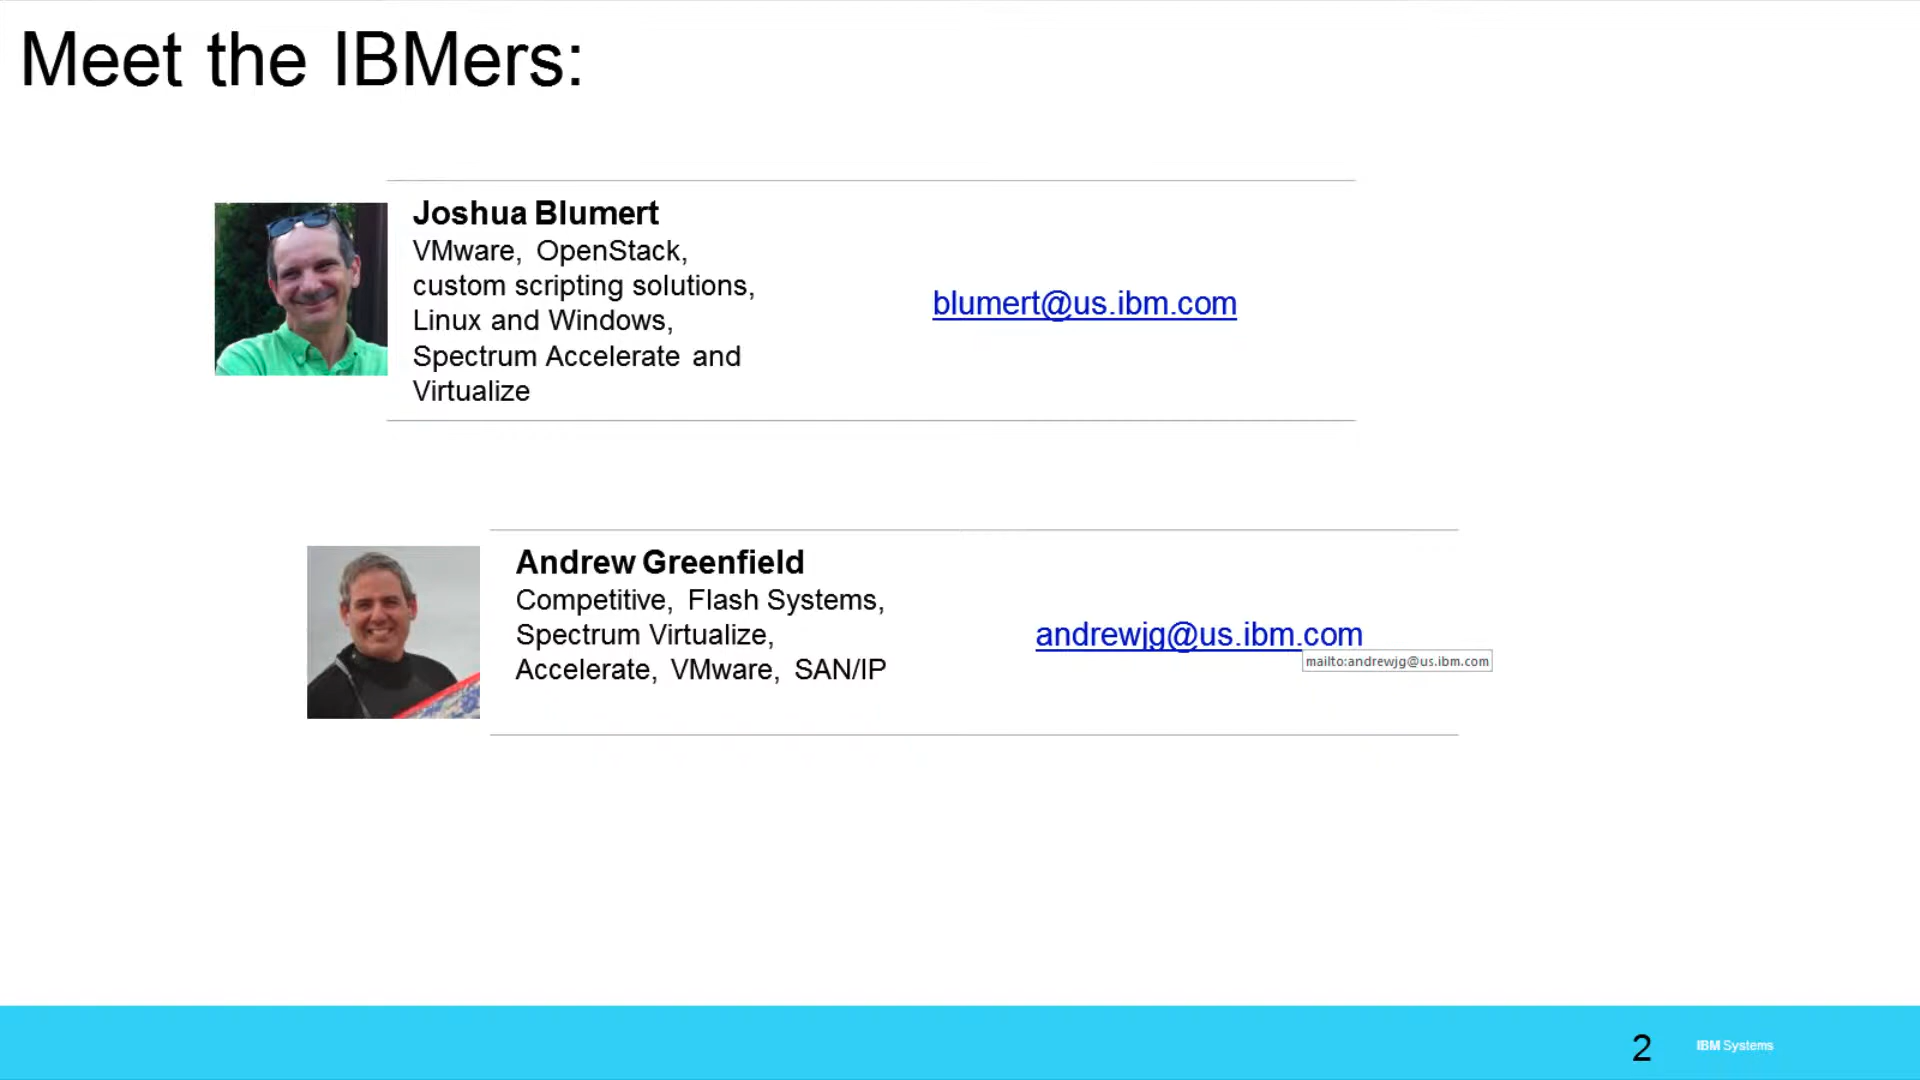 Meet the IBMers:
Joshua Blumert
VMware, OpenStack,
custom scripting solutions,
Linux and Windows,
Spectrum Accelerate and
Virtualize
blumert@us.ibm.com
Andrew Greenfield
Competitive, Flash Systems,
Spectrum Virtualize,
Accelerate, VMware, SAN/IP
andrewjg@us.ibm.com
mailto:andrewjg@us.ibm.com
2
IBM Systems